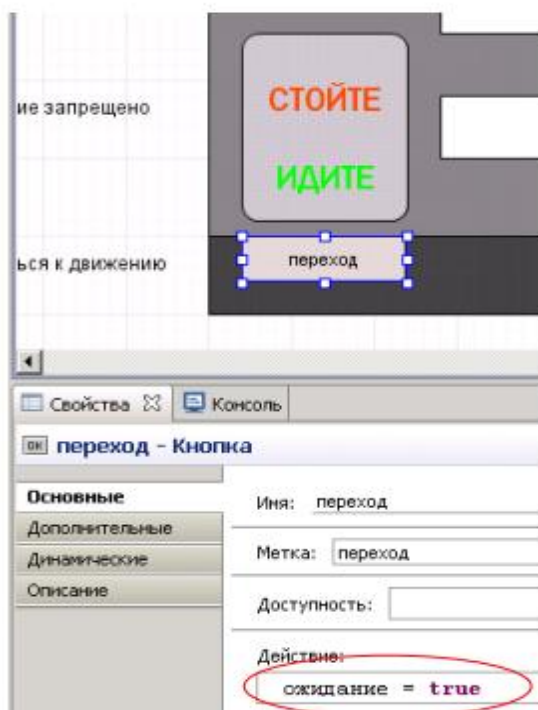 СТОЙТЕ
ие запрещено
ИДИТЕ
ься к движению
переход
Свойства
Консоль
OK переход - Кнопка
Основные
Имя: переход
Дополнительные
Метка: переход
Динамические
Описание
Доступность:
Действие:
ожидание = true